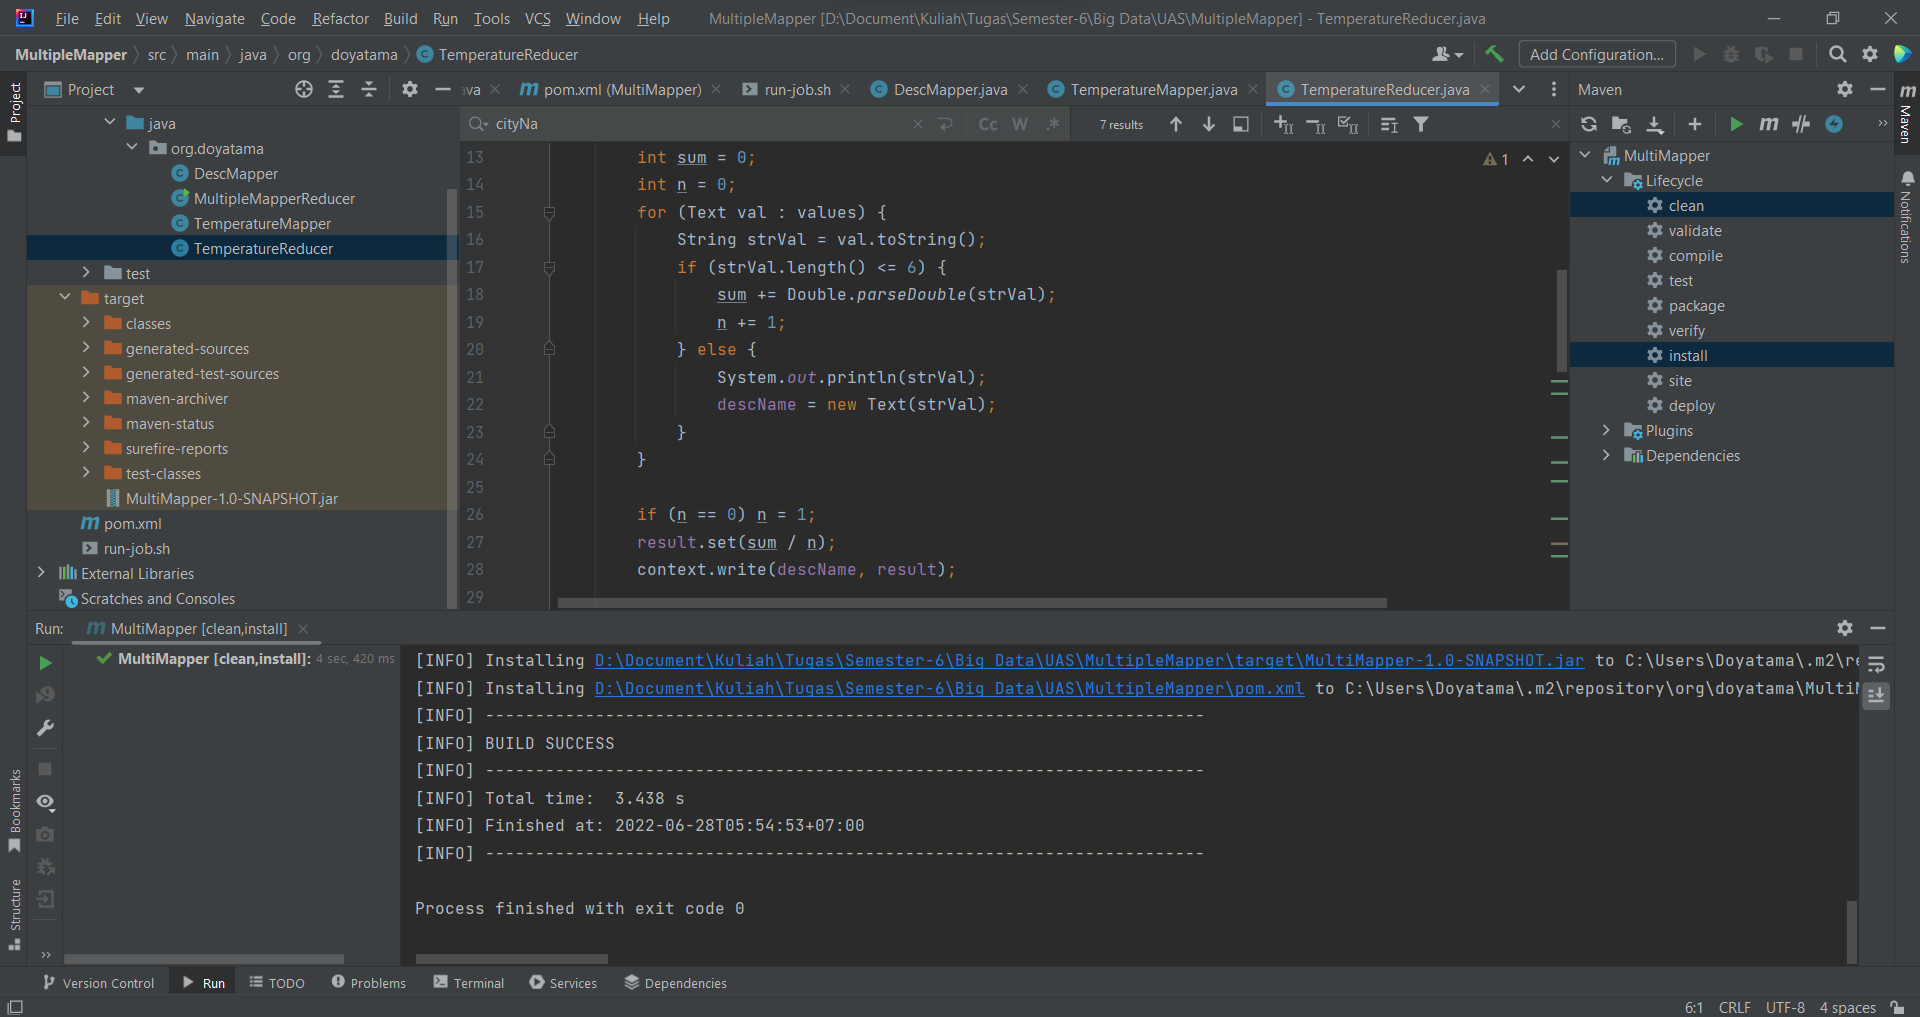 File Edit View Navigate Code Refactor Build Run Tools VCS Window Help MultipleMapper [D:\Document\Kuliah\Tugas\Semester-6\Big Data\UAS\MultipleMapper] - TemperatureReducer.java
MultipleMapper src main java org doyatama TemperatureReducer
Add Configuration...
Project
Project
va
pom.xml (MultiMapper)
run-job.sh
DescMapper.java
TemperatureMapper.java
TemperatureReducer.java
Maven
Maven
Notifications
java
org.doyatama
DescMapper
MultipleMapperReducer
TemperatureMapper
TemperatureReducer
test
target
classes
generated-sources
generated-test-sources
maven-archiver
maven-status
surefire-reports
test-classes
MultiMapper-1.0-SNAPSHOT.jar
pom.xml
run-job.sh
External Libraries
Scratches and Consoles
cityNa
Cc W .* 7 results
1
13 int sum = 0;
14 int n = 0;
15 for (Text val : values) {
16 String strVal = val.toString();
17 if (strVal.length() <= 6) {
18 sum += Double.parseDouble(strVal);
19 n += 1;
20 } else {
21 System.out.println(strVal);
22 descName = new Text(strVal);
23 }
24 }
25
26 if (n == 0) n = 1;
27 result.set(sum / n);
28 context.write(descName, result);
29
MultiMapper
Lifecycle
clean
validate
compile
test
package
verify
install
site
deploy
Plugins
Dependencies
Run: MultiMapper [clean,install]
MultiMapper [clean,install]: 4 sec, 420 ms
[INFO] Installing D:\Document\Kuliah\Tugas\Semester-6\Big Data\UAS\MultipleMapper\target\MultiMapper-1.0-SNAPSHOT.jar to C:\Users\Doyatama\.m2\re
[INFO] Installing D:\Document\Kuliah\Tugas\Semester-6\Big Data\UAS\MultipleMapper\pom.xml to C:\Users\Doyatama\.m2\repository\org\doyatama\MultiM
[INFO] ------------------------------------------------------------------------
[INFO] BUILD SUCCESS
[INFO] ------------------------------------------------------------------------
[INFO] Total time:  3.438 s
[INFO] Finished at: 2022-06-28T05:54:53+07:00
[INFO] ------------------------------------------------------------------------
Process finished with exit code 0
Bookmarks
Structure
Version Control Run TODO Problems Terminal Services Dependencies
6:1 CRLF UTF-8 4 spaces